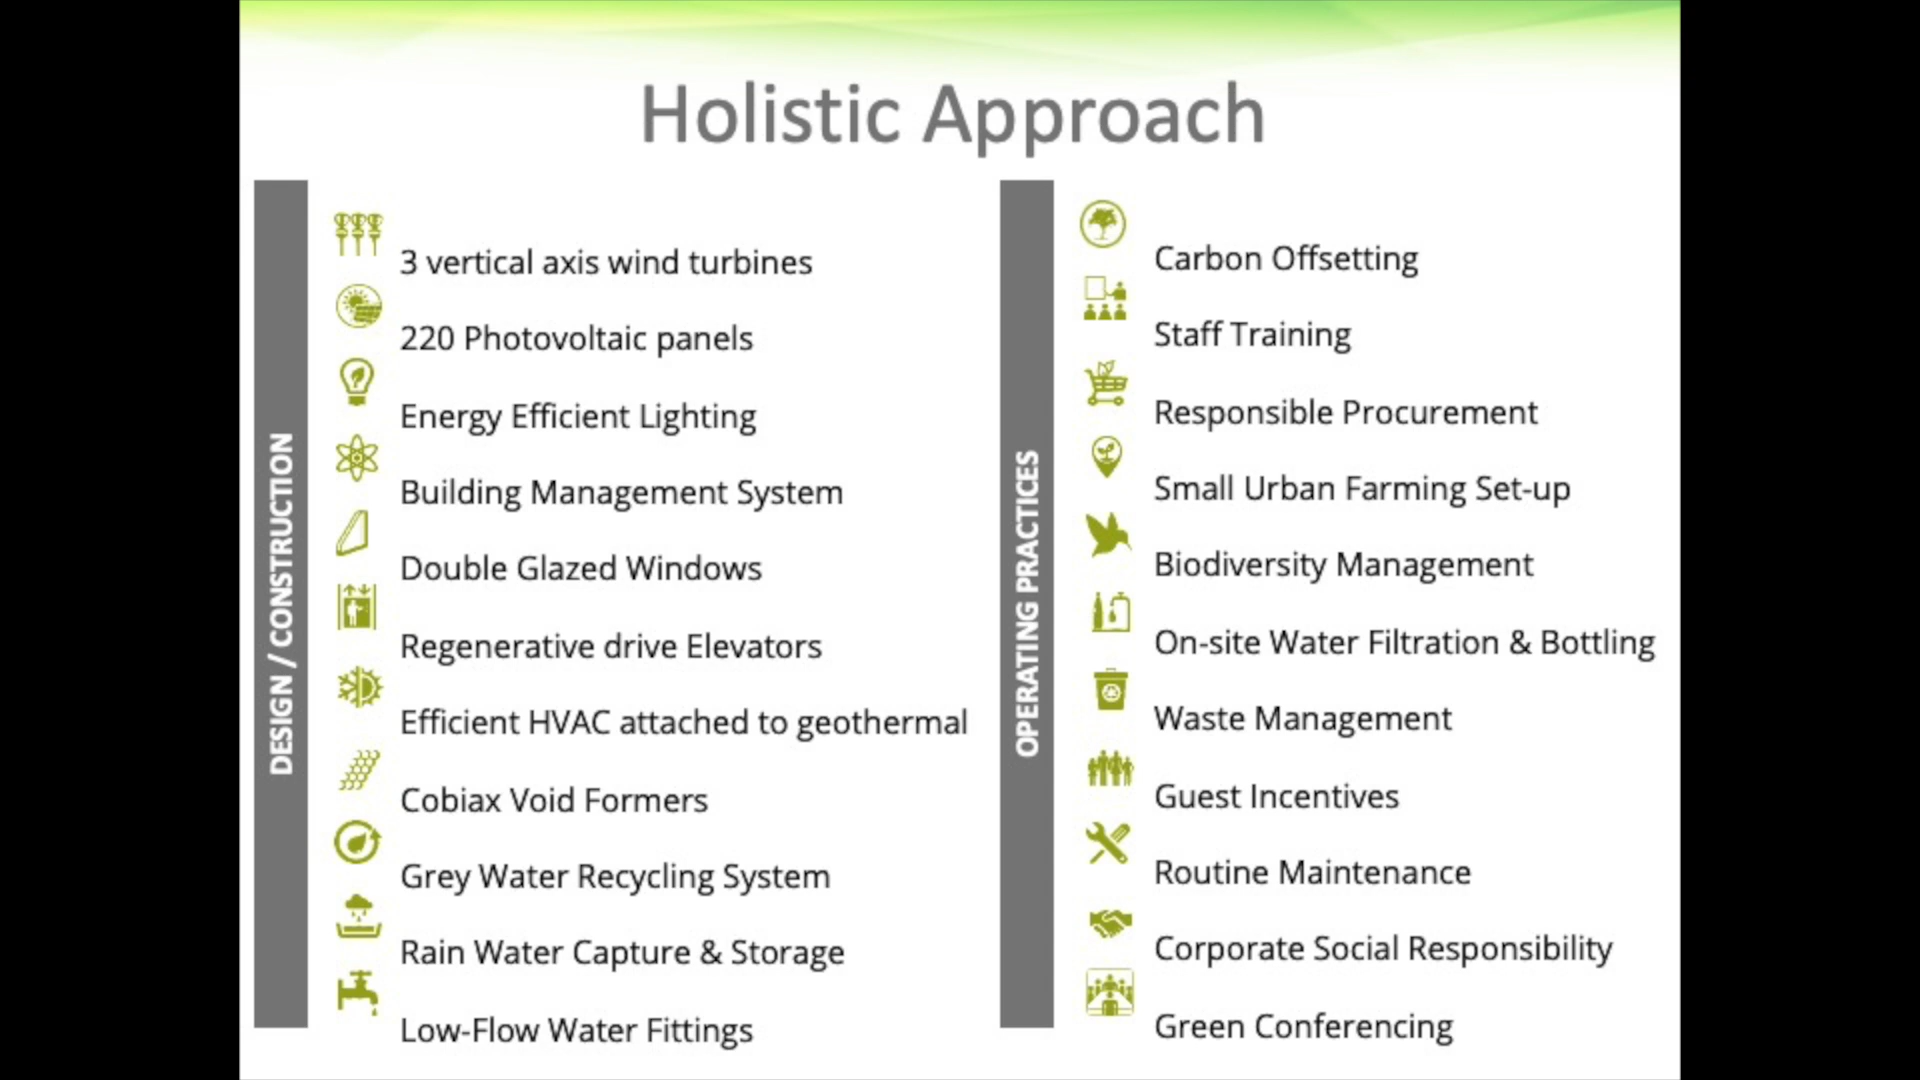 Holistic Approach
DESIGN / CONSTRUCTION
3 vertical axis wind turbines
220 Photovoltaic panels
Energy Efficient Lighting
Building Management System
Double Glazed Windows
Regenerative drive Elevators
Efficient HVAC attached to geothermal
Cobiax Void Formers
Grey Water Recycling System
Rain Water Capture & Storage
Low-Flow Water Fittings
OPERATING PRACTICES
Carbon Offsetting
Staff Training
Responsible Procurement
Small Urban Farming Set-up
Biodiversity Management
On-site Water Filtration & Bottling
Waste Management
Guest Incentives
Routine Maintenance
Corporate Social Responsibility
Green Conferencing